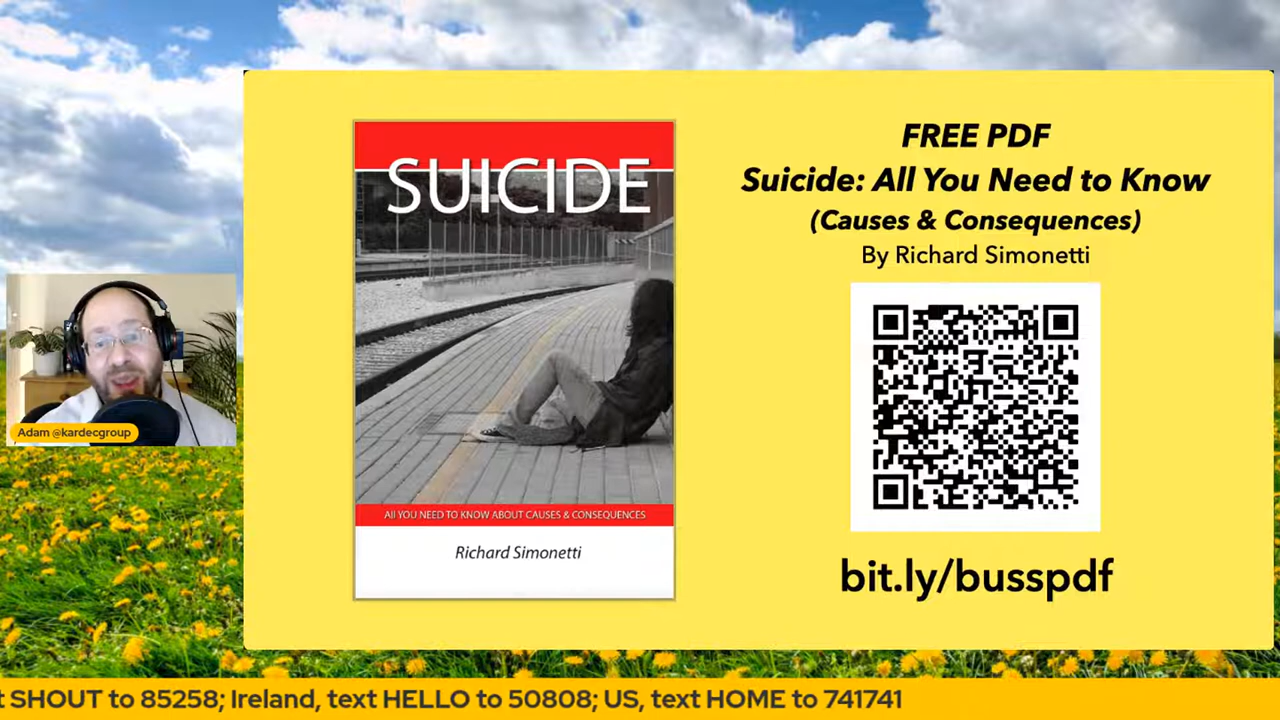 SUICIDE
All YOU NEED TO KNOW ABOUT CAUSES & CONSEQUENCES
Richard Simonetti
FREE PDF
Suicide: All You Need to Know
(Causes & Consequences)
By Richard Simonetti
bit.ly/busspdf
Adam @kardecgroup
t SHOUT to 85258; Ireland, text HELLO to 50808; US, text HOME to 741741